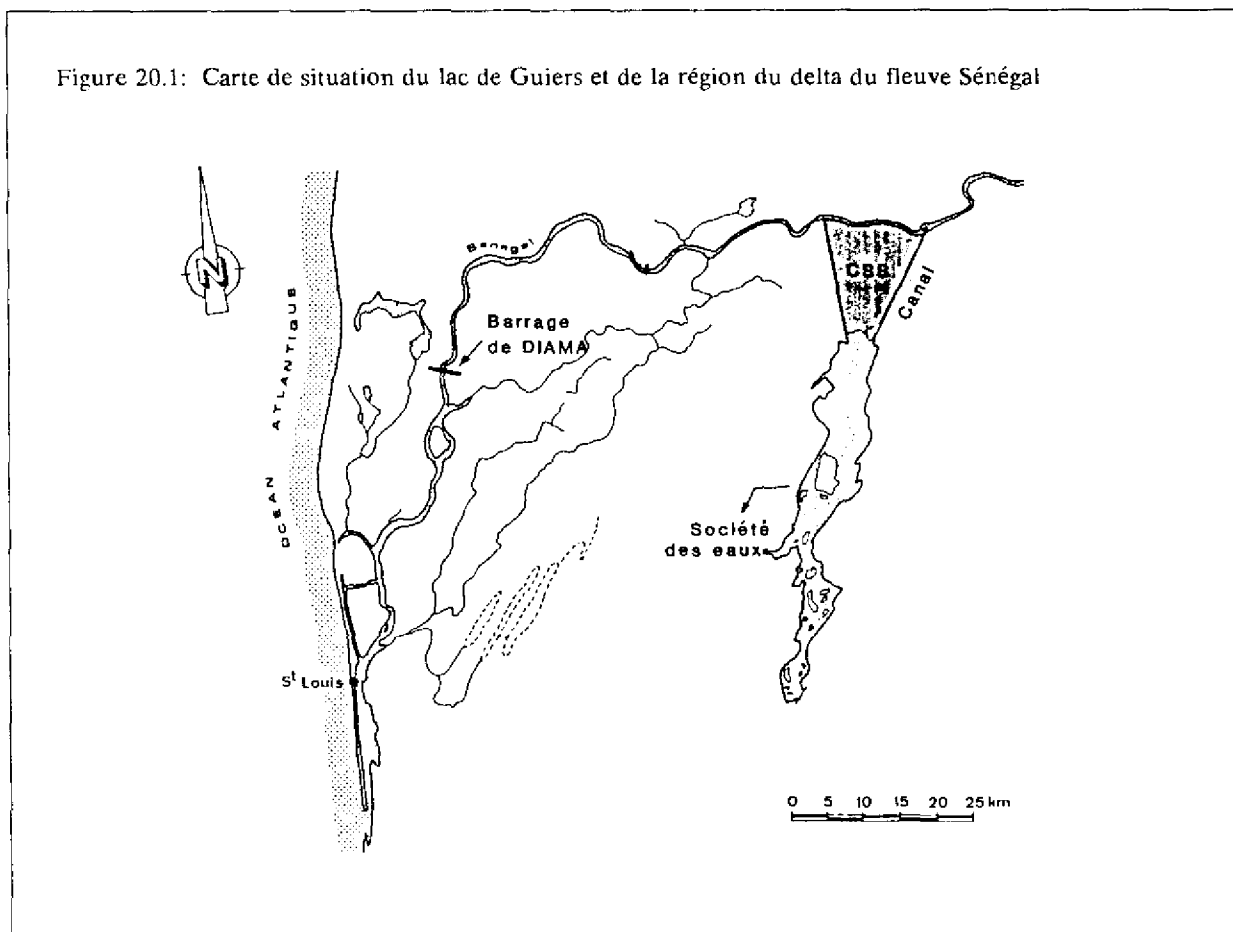 Figure 20.1: Carte de situation du lac de Guiers et de la région du delta du fleuve Sénégal
N
OCEAN ATLANTIQUE
Senegal
Barrage
de DIAMA
CSS
Canal
Société
des eaux
St Louis
0 5 10 15 20 25 km